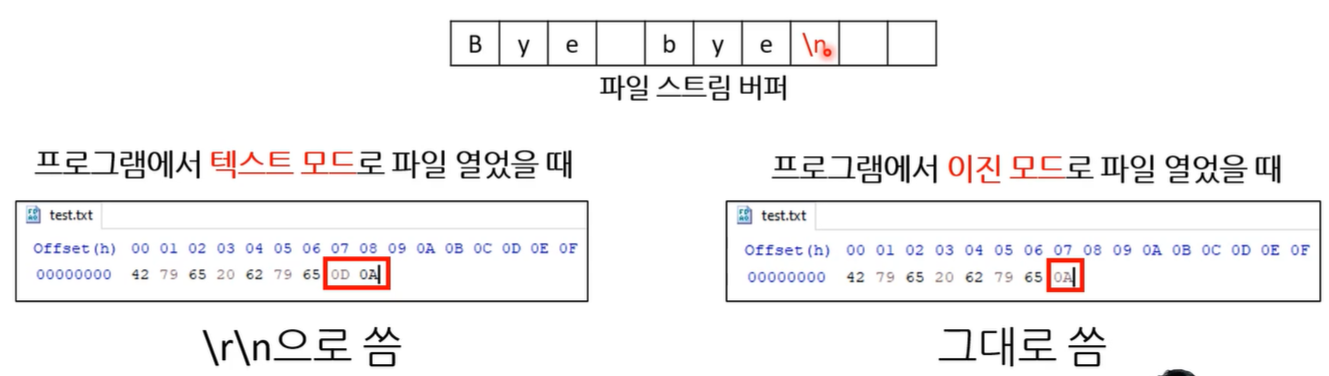 B y e b y e \n
파일 스트림 버퍼
프로그램에서 텍스트 모드로 파일 열었을 때
test.txt
Offset(h) 00 01 02 03 04 05 06 07 08 09 0A 0B 0C 0D 0E 0F
00000000 42 79 65 20 62 79 65 0D 0A
\r\n으로 씀
프로그램에서 이진 모드로 파일 열었을 때
test.txt
Offset(h) 00 01 02 03 04 05 06 07 08 09 0A 0B 0C 0D 0E 0F
00000000 42 79 65 20 62 79 65 0A
그대로 씀